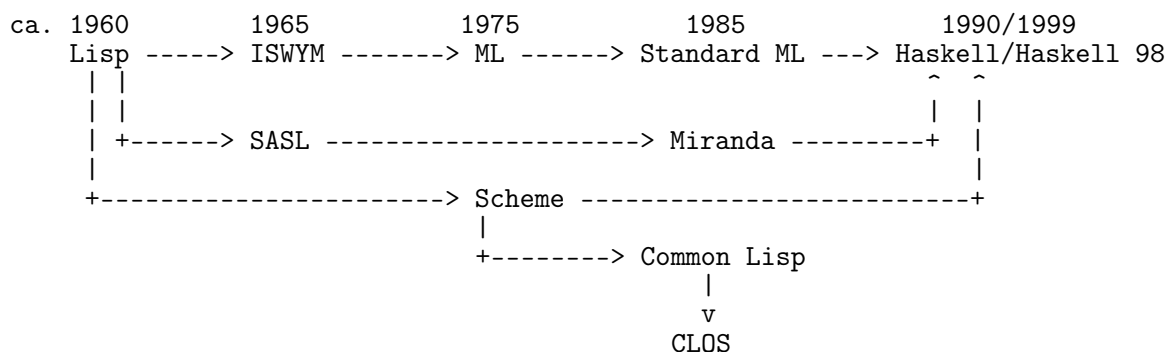 ca. 1960 1965 1975 1985 1990/1999
Lisp -----> ISWYM -------> ML ------> Standard ML ---> Haskell/Haskell 98
| | ^ ^
| | | |
| +------> SASL ---------------------> Miranda ---------+ |
| |
+-----------------------> Scheme --------------------------+
|
+--------> Common Lisp
|
v
CLOS